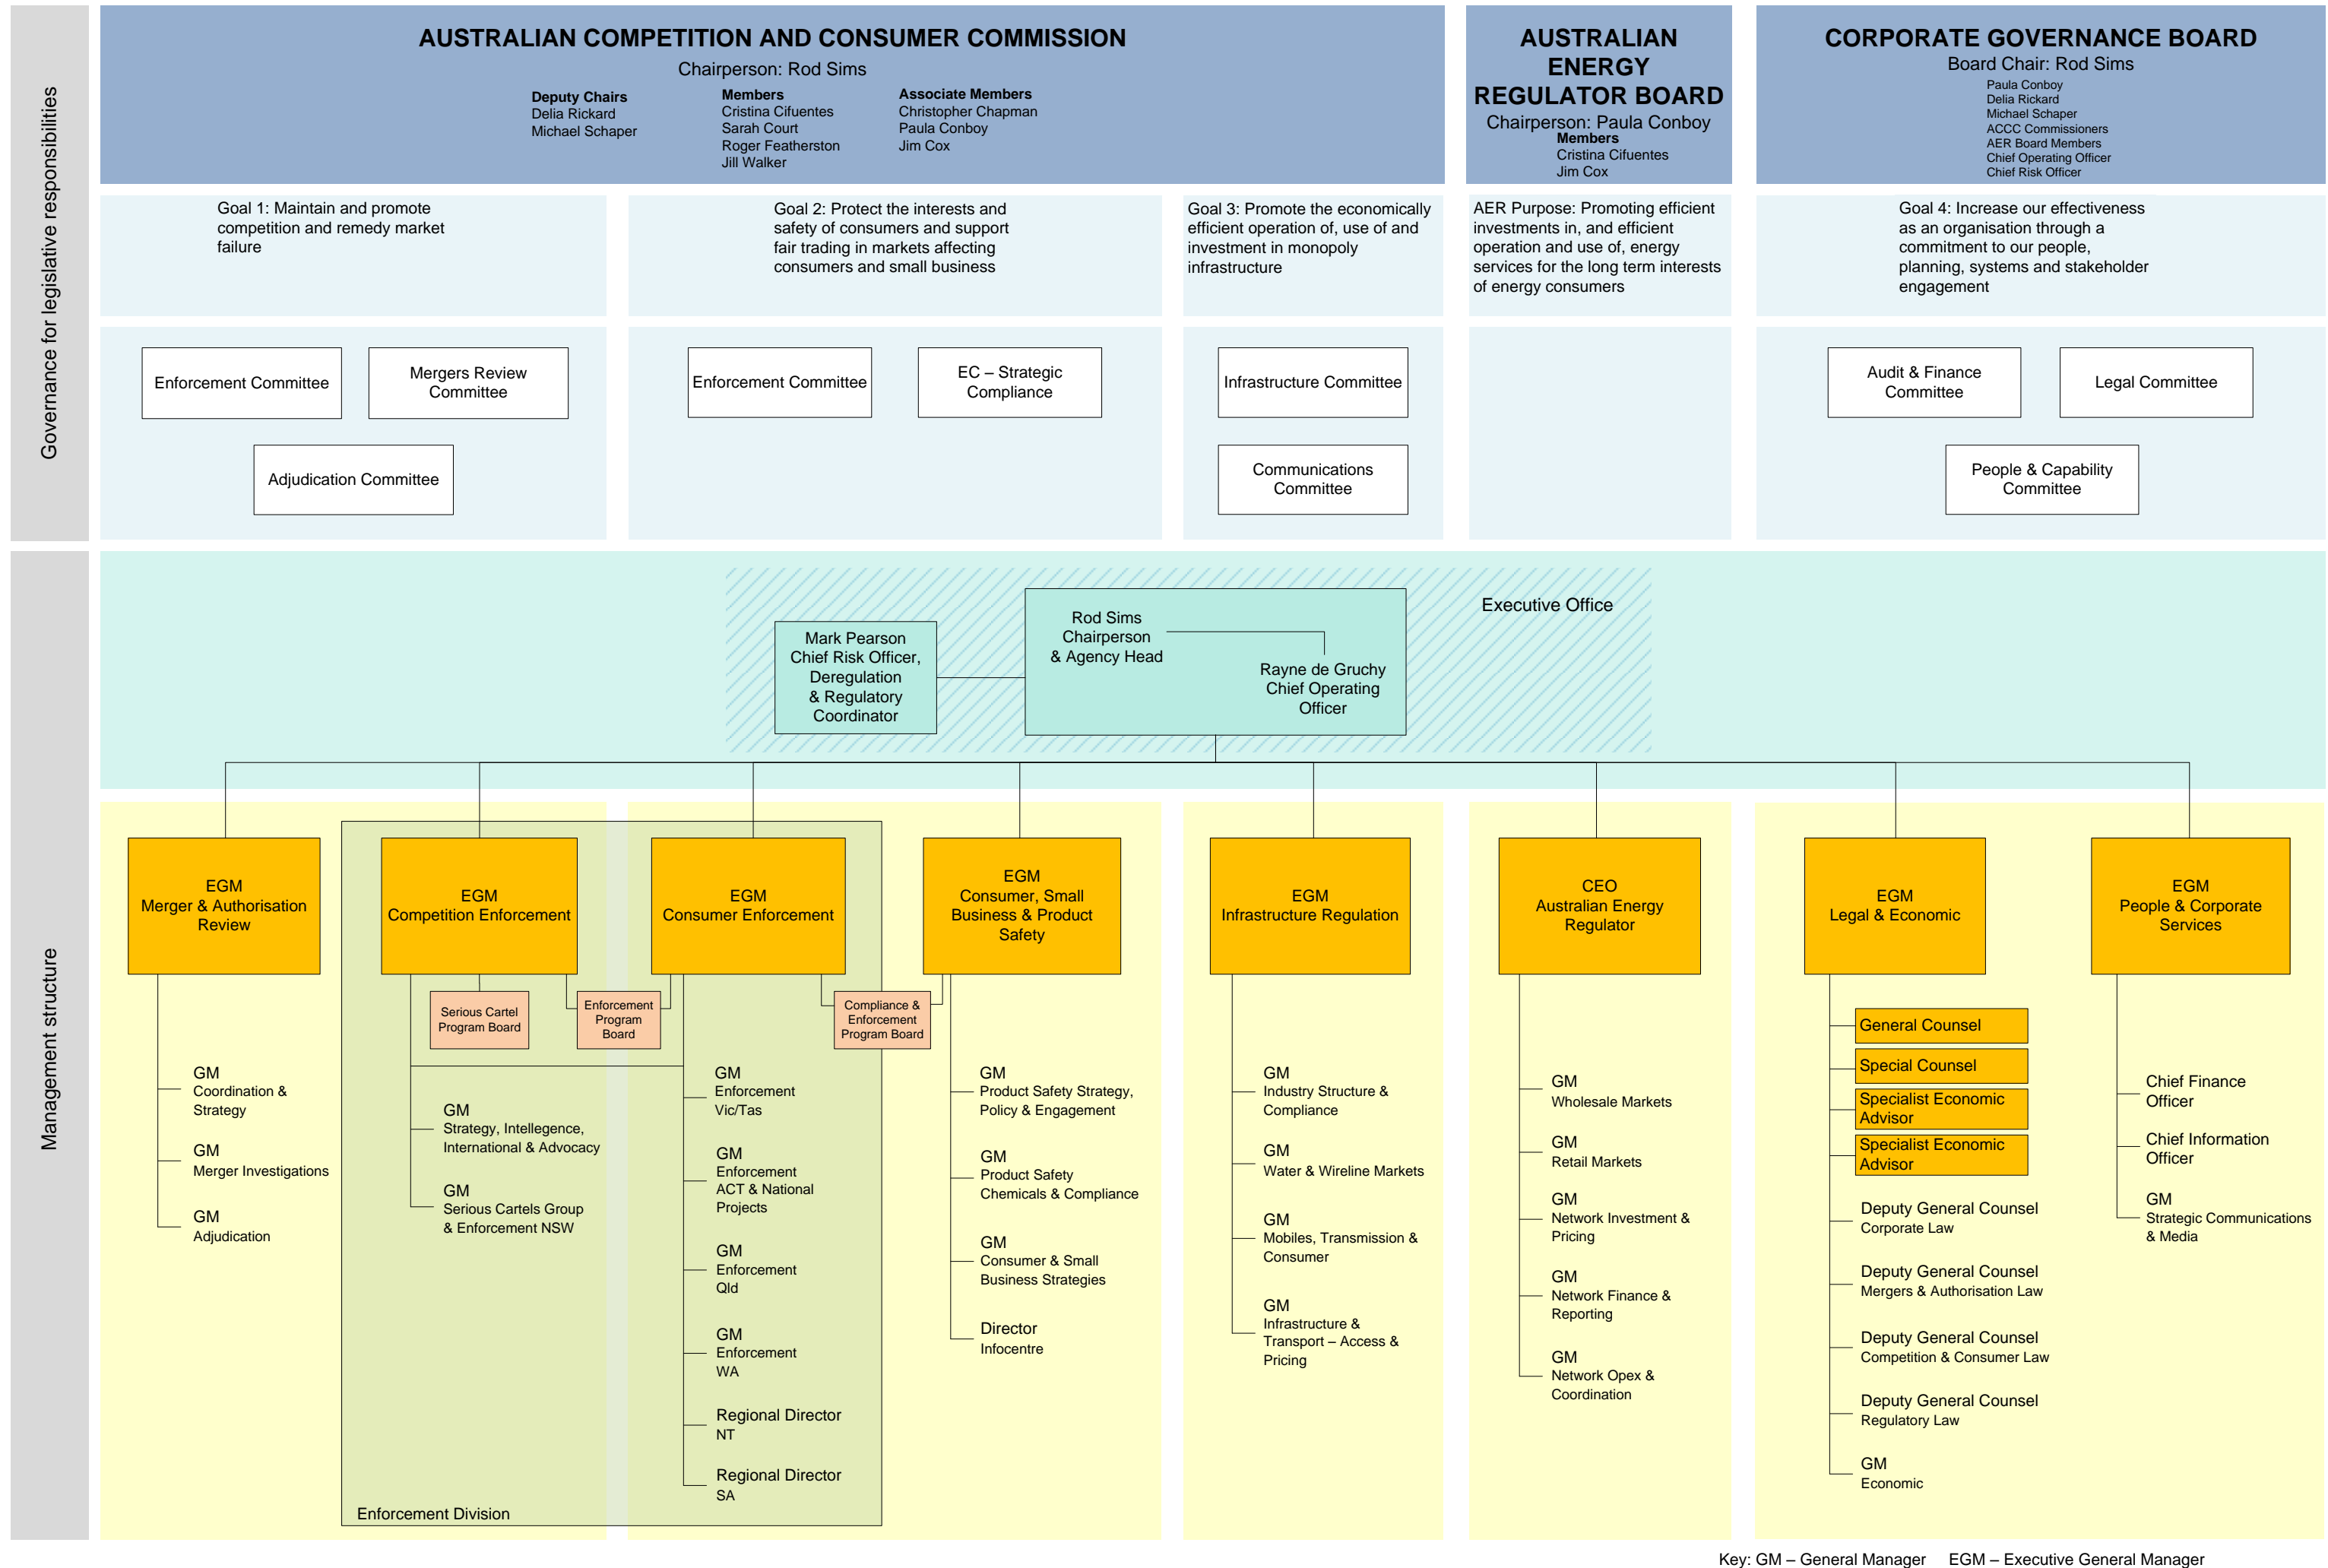 Governance for legislative responsibilities
AUSTRALIAN COMPETITION AND CONSUMER COMMISSION
Chairperson: Rod Sims
Deputy Chairs
Delia Rickard
Michael Schaper
Members
Cristina Cifuentes
Sarah Court
Roger Featherston
Jill Walker
Associate Members
Christopher Chapman
Paula Conboy
Jim Cox
AUSTRALIAN
ENERGY
REGULATOR BOARD
Chairperson: Paula Conboy
Members
Cristina Cifuentes
Jim Cox
CORPORATE GOVERNANCE BOARD
Board Chair: Rod Sims
Paula Conboy
Delia Rickard
Michael Schaper
ACCC Commissioners
AER Board Members
Chief Operating Officer
Chief Risk Officer
Goal 1: Maintain and promote
competition and remedy market
failure
Goal 2: Protect the interests and
safety of consumers and support
fair trading in markets affecting
consumers and small business
Goal 3: Promote the economically
efficient operation of, use of and
investment in monopoly
infrastructure
AER Purpose: Promoting efficient
investments in, and efficient
operation and use of, energy
services for the long term interests
of energy consumers
Goal 4: Increase our effectiveness
as an organisation through a
commitment to our people,
planning, systems and stakeholder
engagement
Enforcement Committee
Mergers Review
Committee
Adjudication Committee
Enforcement Committee
EC – Strategic
Compliance
Infrastructure Committee
Communications
Committee
Audit & Finance
Committee
Legal Committee
People & Capability
Committee
Management structure
Executive Office
Mark Pearson
Chief Risk Officer,
Deregulation
& Regulatory
Coordinator
Rod Sims
Chairperson
& Agency Head
Rayne de Gruchy
Chief Operating
Officer
EGM
Merger & Authorisation
Review
GM
Coordination &
Strategy
GM
Merger Investigations
GM
Adjudication
EGM
Competition Enforcement
Serious Cartel
Program Board
Enforcement
Program
Board
GM
Strategy, Intellegence,
International & Advocacy
GM
Serious Cartels Group
& Enforcement NSW
Enforcement Division
EGM
Consumer Enforcement
Compliance &
Enforcement
Program Board
GM
Enforcement
Vic/Tas
GM
Enforcement
ACT & National
Projects
GM
Enforcement
Qld
GM
Enforcement
WA
Regional Director
NT
Regional Director
SA
EGM
Consumer, Small
Business & Product
Safety
GM
Product Safety Strategy,
Policy & Engagement
GM
Product Safety
Chemicals & Compliance
GM
Consumer & Small
Business Strategies
Director
Infocentre
EGM
Infrastructure Regulation
GM
Industry Structure &
Compliance
GM
Water & Wireline Markets
GM
Mobiles, Transmission &
Consumer
GM
Infrastructure &
Transport – Access &
Pricing
CEO
Australian Energy
Regulator
GM
Wholesale Markets
GM
Retail Markets
GM
Network Investment &
Pricing
GM
Network Finance &
Reporting
GM
Network Opex &
Coordination
EGM
Legal & Economic
General Counsel
Special Counsel
Specialist Economic
Advisor
Specialist Economic
Advisor
Deputy General Counsel
Corporate Law
Deputy General Counsel
Mergers & Authorisation Law
Deputy General Counsel
Competition & Consumer Law
Deputy General Counsel
Regulatory Law
GM
Economic
EGM
People & Corporate
Services
Chief Finance
Officer
Chief Information
Officer
GM
Strategic Communications
& Media
Key: GM – General Manager EGM – Executive General Manager